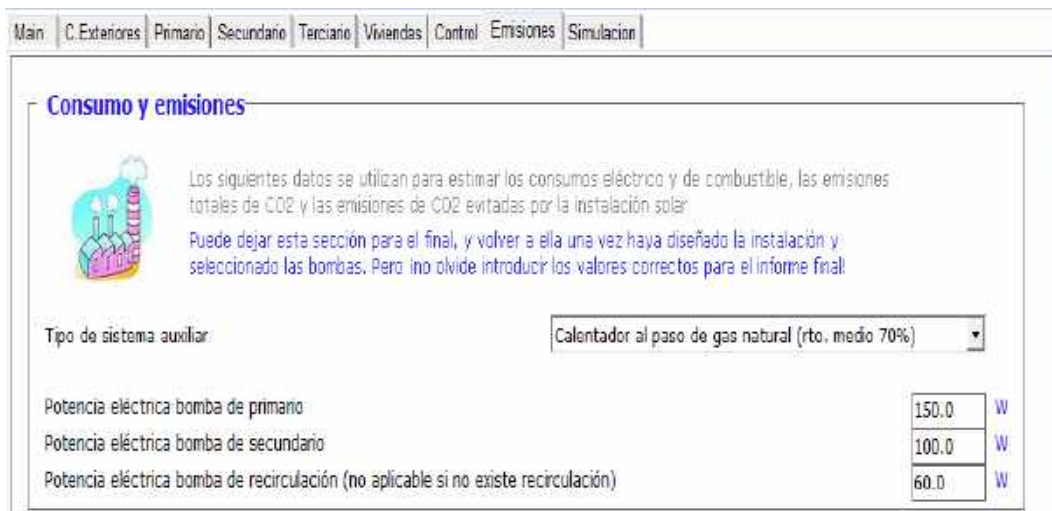 Main C.Exteriores Primario Secundario Terciario Viviendas Control Emisiones Simulacion
Consumo y emisiones
Los siguientes datos se utilizan para estimar los consumos eléctrico y de combustible, las emisiones
totales de CO2 y las emisiones de CO2 evitadas por la instalación solar
Puede dejar esta sección para el final, y volver a ella una vez haya diseñado la instalación y
seleccionado las bombas. Pero ¡no olvide introducir los valores correctos para el informe final!
Tipo de sistema auxiliar Calentador al paso de gas natural (rto. medio 70%)
Potencia eléctrica bomba de primario 150.0 W
Potencia eléctrica bomba de secundario 100.0 W
Potencia eléctrica bomba de recirculación (no aplicable si no existe recirculación) 60.0 W